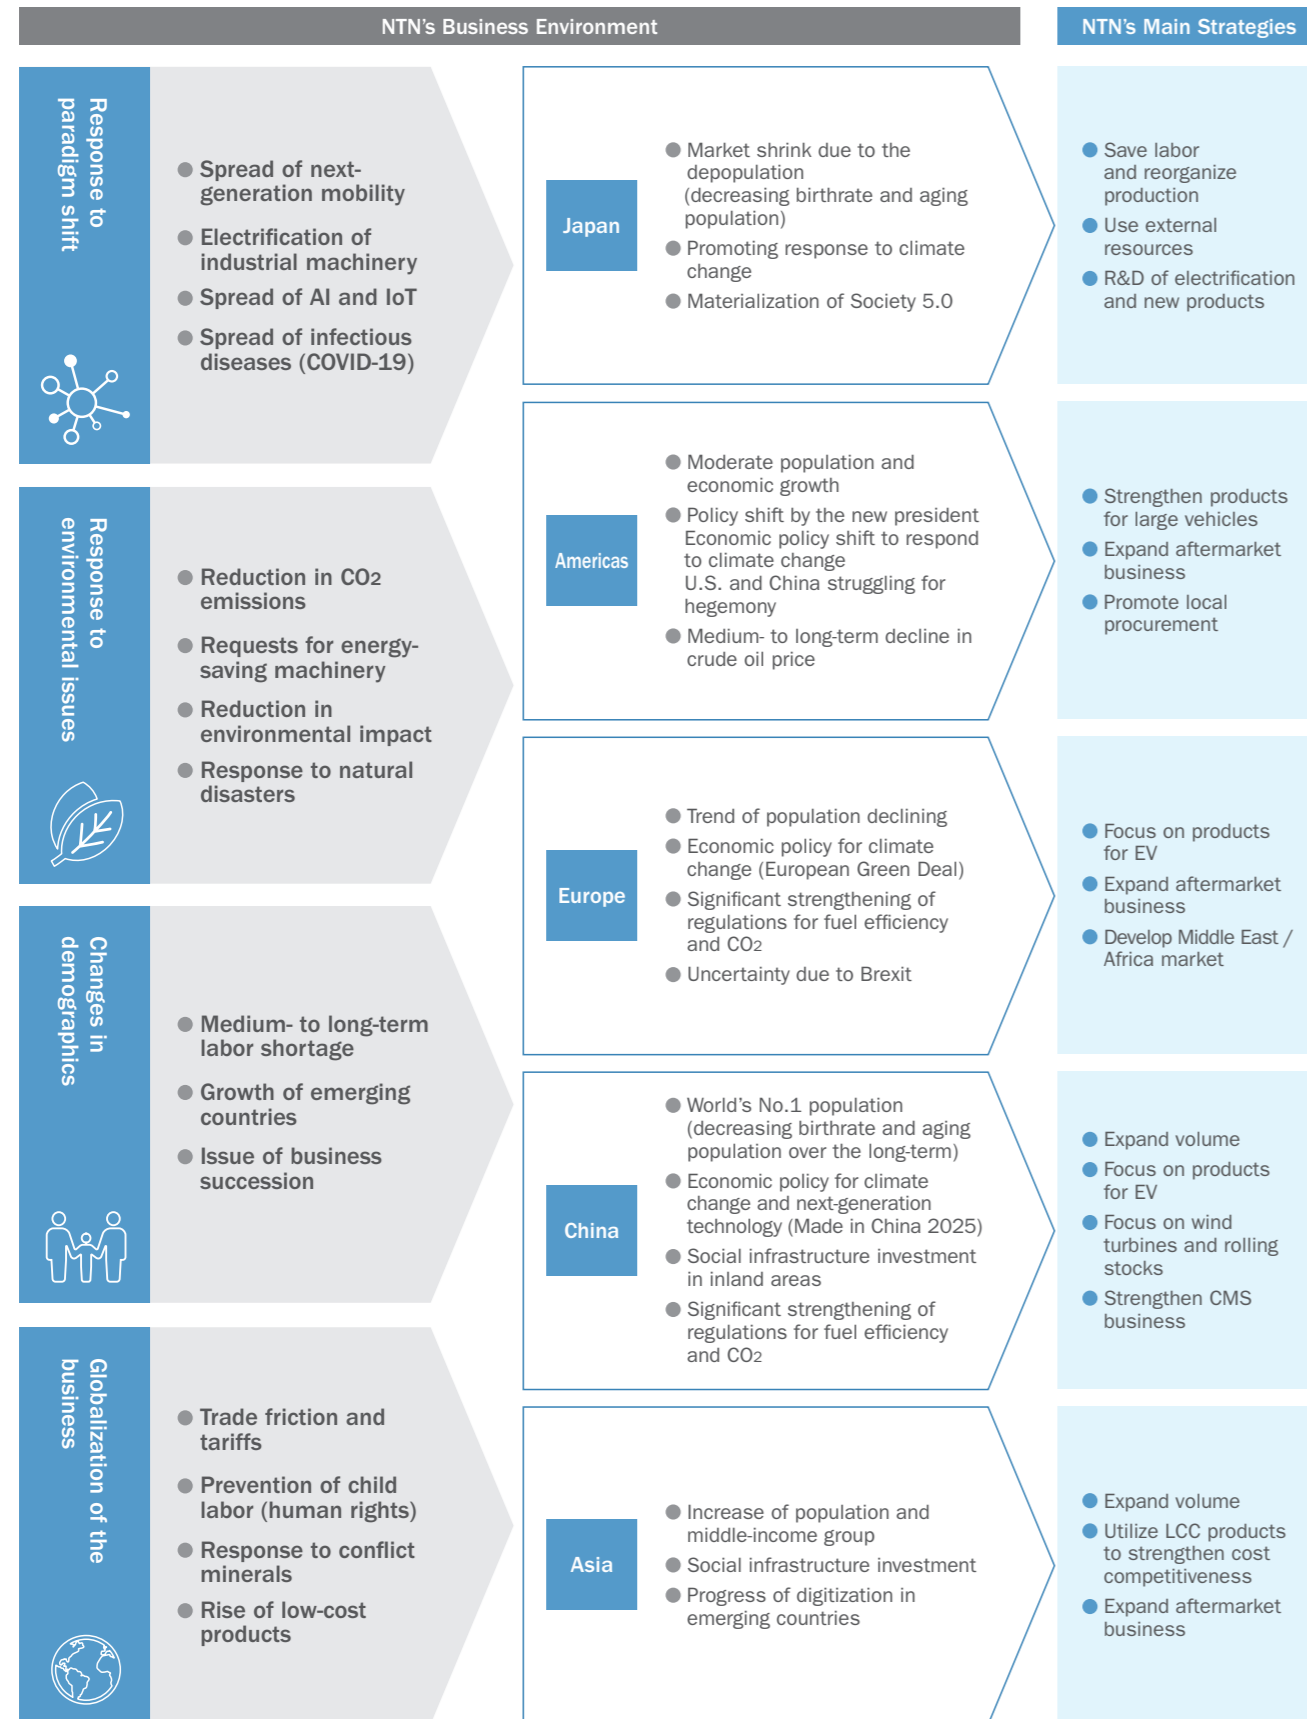 NTN's Business Environment
NTN's Main Strategies
Response to
paradigm shift
● Spread of next-
generation mobility
● Electrification of
industrial machinery
● Spread of AI and IoT
● Spread of infectious
diseases (COVID-19)
Response to
environmental issues
● Reduction in CO2
emissions
● Requests for energy-
saving machinery
● Reduction in
environmental impact
● Response to natural
disasters
Changes in
demographics
● Medium- to long-term
labor shortage
● Growth of emerging
countries
● Issue of business
succession
Globalization of the
business
● Trade friction and
tariffs
● Prevention of child
labor (human rights)
● Response to conflict
minerals
● Rise of low-cost
products
Japan
● Market shrink due to the
depopulation
(decreasing birthrate and aging
population)
● Promoting response to climate
change
● Materialization of Society 5.0
● Save labor
and reorganize
production
● Use external
resources
● R&D of electrification
and new products
Americas
● Moderate population and
economic growth
● Policy shift by the new president
Economic policy shift to respond
to climate change
U.S. and China struggling for
hegemony
● Medium- to long-term decline in
crude oil price
● Strengthen products
for large vehicles
● Expand aftermarket
business
● Promote local
procurement
Europe
● Trend of population declining
● Economic policy for climate
change (European Green Deal)
● Significant strengthening of
regulations for fuel efficiency
and CO2
● Uncertainty due to Brexit
● Focus on products
for EV
● Expand aftermarket
business
● Develop Middle East /
Africa market
China
● World's No.1 population
(decreasing birthrate and aging
population over the long-term)
● Economic policy for climate
change and next-generation
technology (Made in China 2025)
● Social infrastructure investment
in inland areas
● Significant strengthening of
regulations for fuel efficiency
and CO2
● Expand volume
● Focus on products
for EV
● Focus on wind
turbines and rolling
stocks
● Strengthen CMS
business
Asia
● Increase of population and
middle-income group
● Social infrastructure investment
● Progress of digitization in
emerging countries
● Expand volume
● Utilize LCC products
to strengthen cost
competitiveness
● Expand aftermarket
business